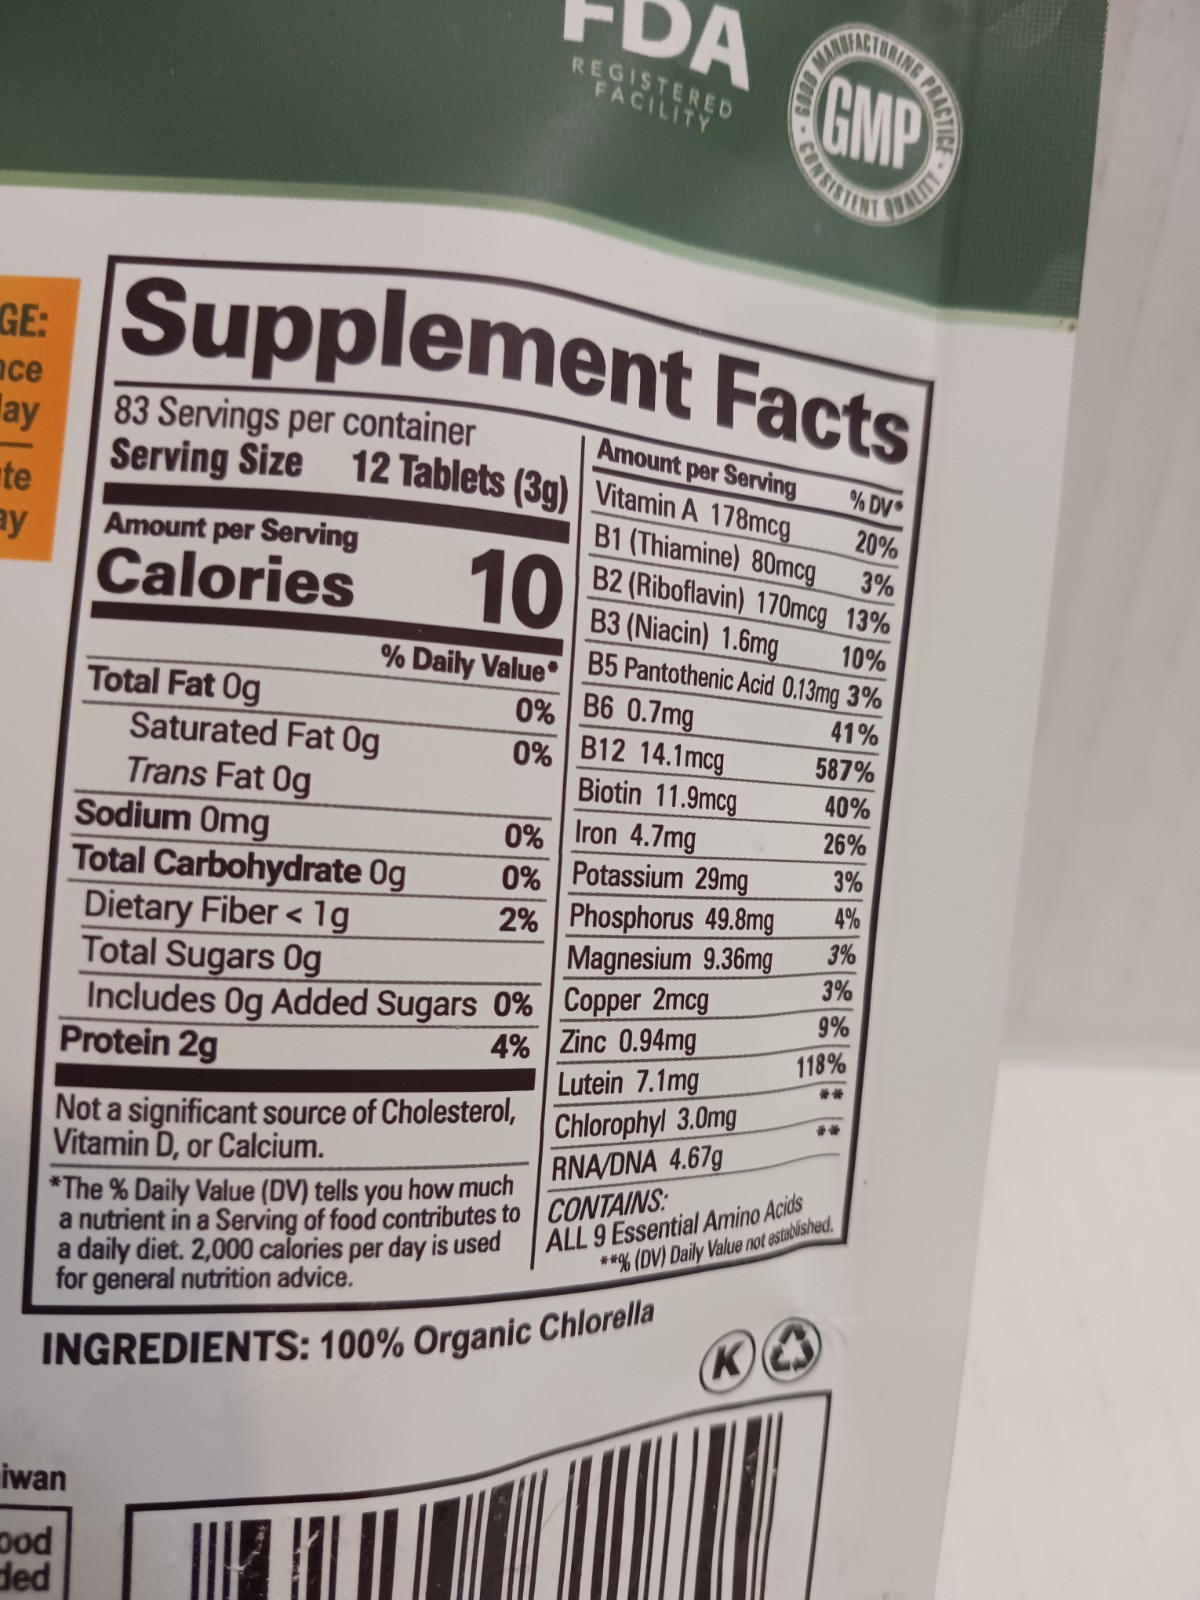 FDA
REGISTERED
FACILITY
GOOD MANUFACTURING PRACTICE • CONSISTENT QUALITY •
GMP
GE:
nce
ay
te
ay
Supplement Facts
83 Servings per container
Serving Size 12 Tablets (3g)
Amount per Serving
Calories 10
% Daily Value*
Total Fat 0g 0%
Saturated Fat 0g 0%
Trans Fat 0g
Sodium 0mg 0%
Total Carbohydrate 0g 0%
Dietary Fiber < 1g 2%
Total Sugars 0g
Includes 0g Added Sugars 0%
Protein 2g 4%
Not a significant source of Cholesterol,
Vitamin D, or Calcium.
*The % Daily Value (DV) tells you how much
a nutrient in a Serving of food contributes to
a daily diet. 2,000 calories per day is used
for general nutrition advice.
Amount per Serving % DV*
Vitamin A 178mcg 20%
B1 (Thiamine) 80mcg 3%
B2 (Riboflavin) 170mcg 13%
B3 (Niacin) 1.6mg 10%
B5 Pantothenic Acid 0.13mg 3%
B6 0.7mg 41%
B12 14.1mcg 587%
Biotin 11.9mcg 40%
Iron 4.7mg 26%
Potassium 29mg 3%
Phosphorus 49.8mg 4%
Magnesium 9.36mg 3%
Copper 2mcg 3%
Zinc 0.94mg 9%
Lutein 7.1mg 118%
Chlorophyl 3.0mg **
RNA/DNA 4.67g **
CONTAINS:
ALL 9 Essential Amino Acids
**% (DV) Daily Value not established.
INGREDIENTS: 100% Organic Chlorella
K
iwan
ood
ded